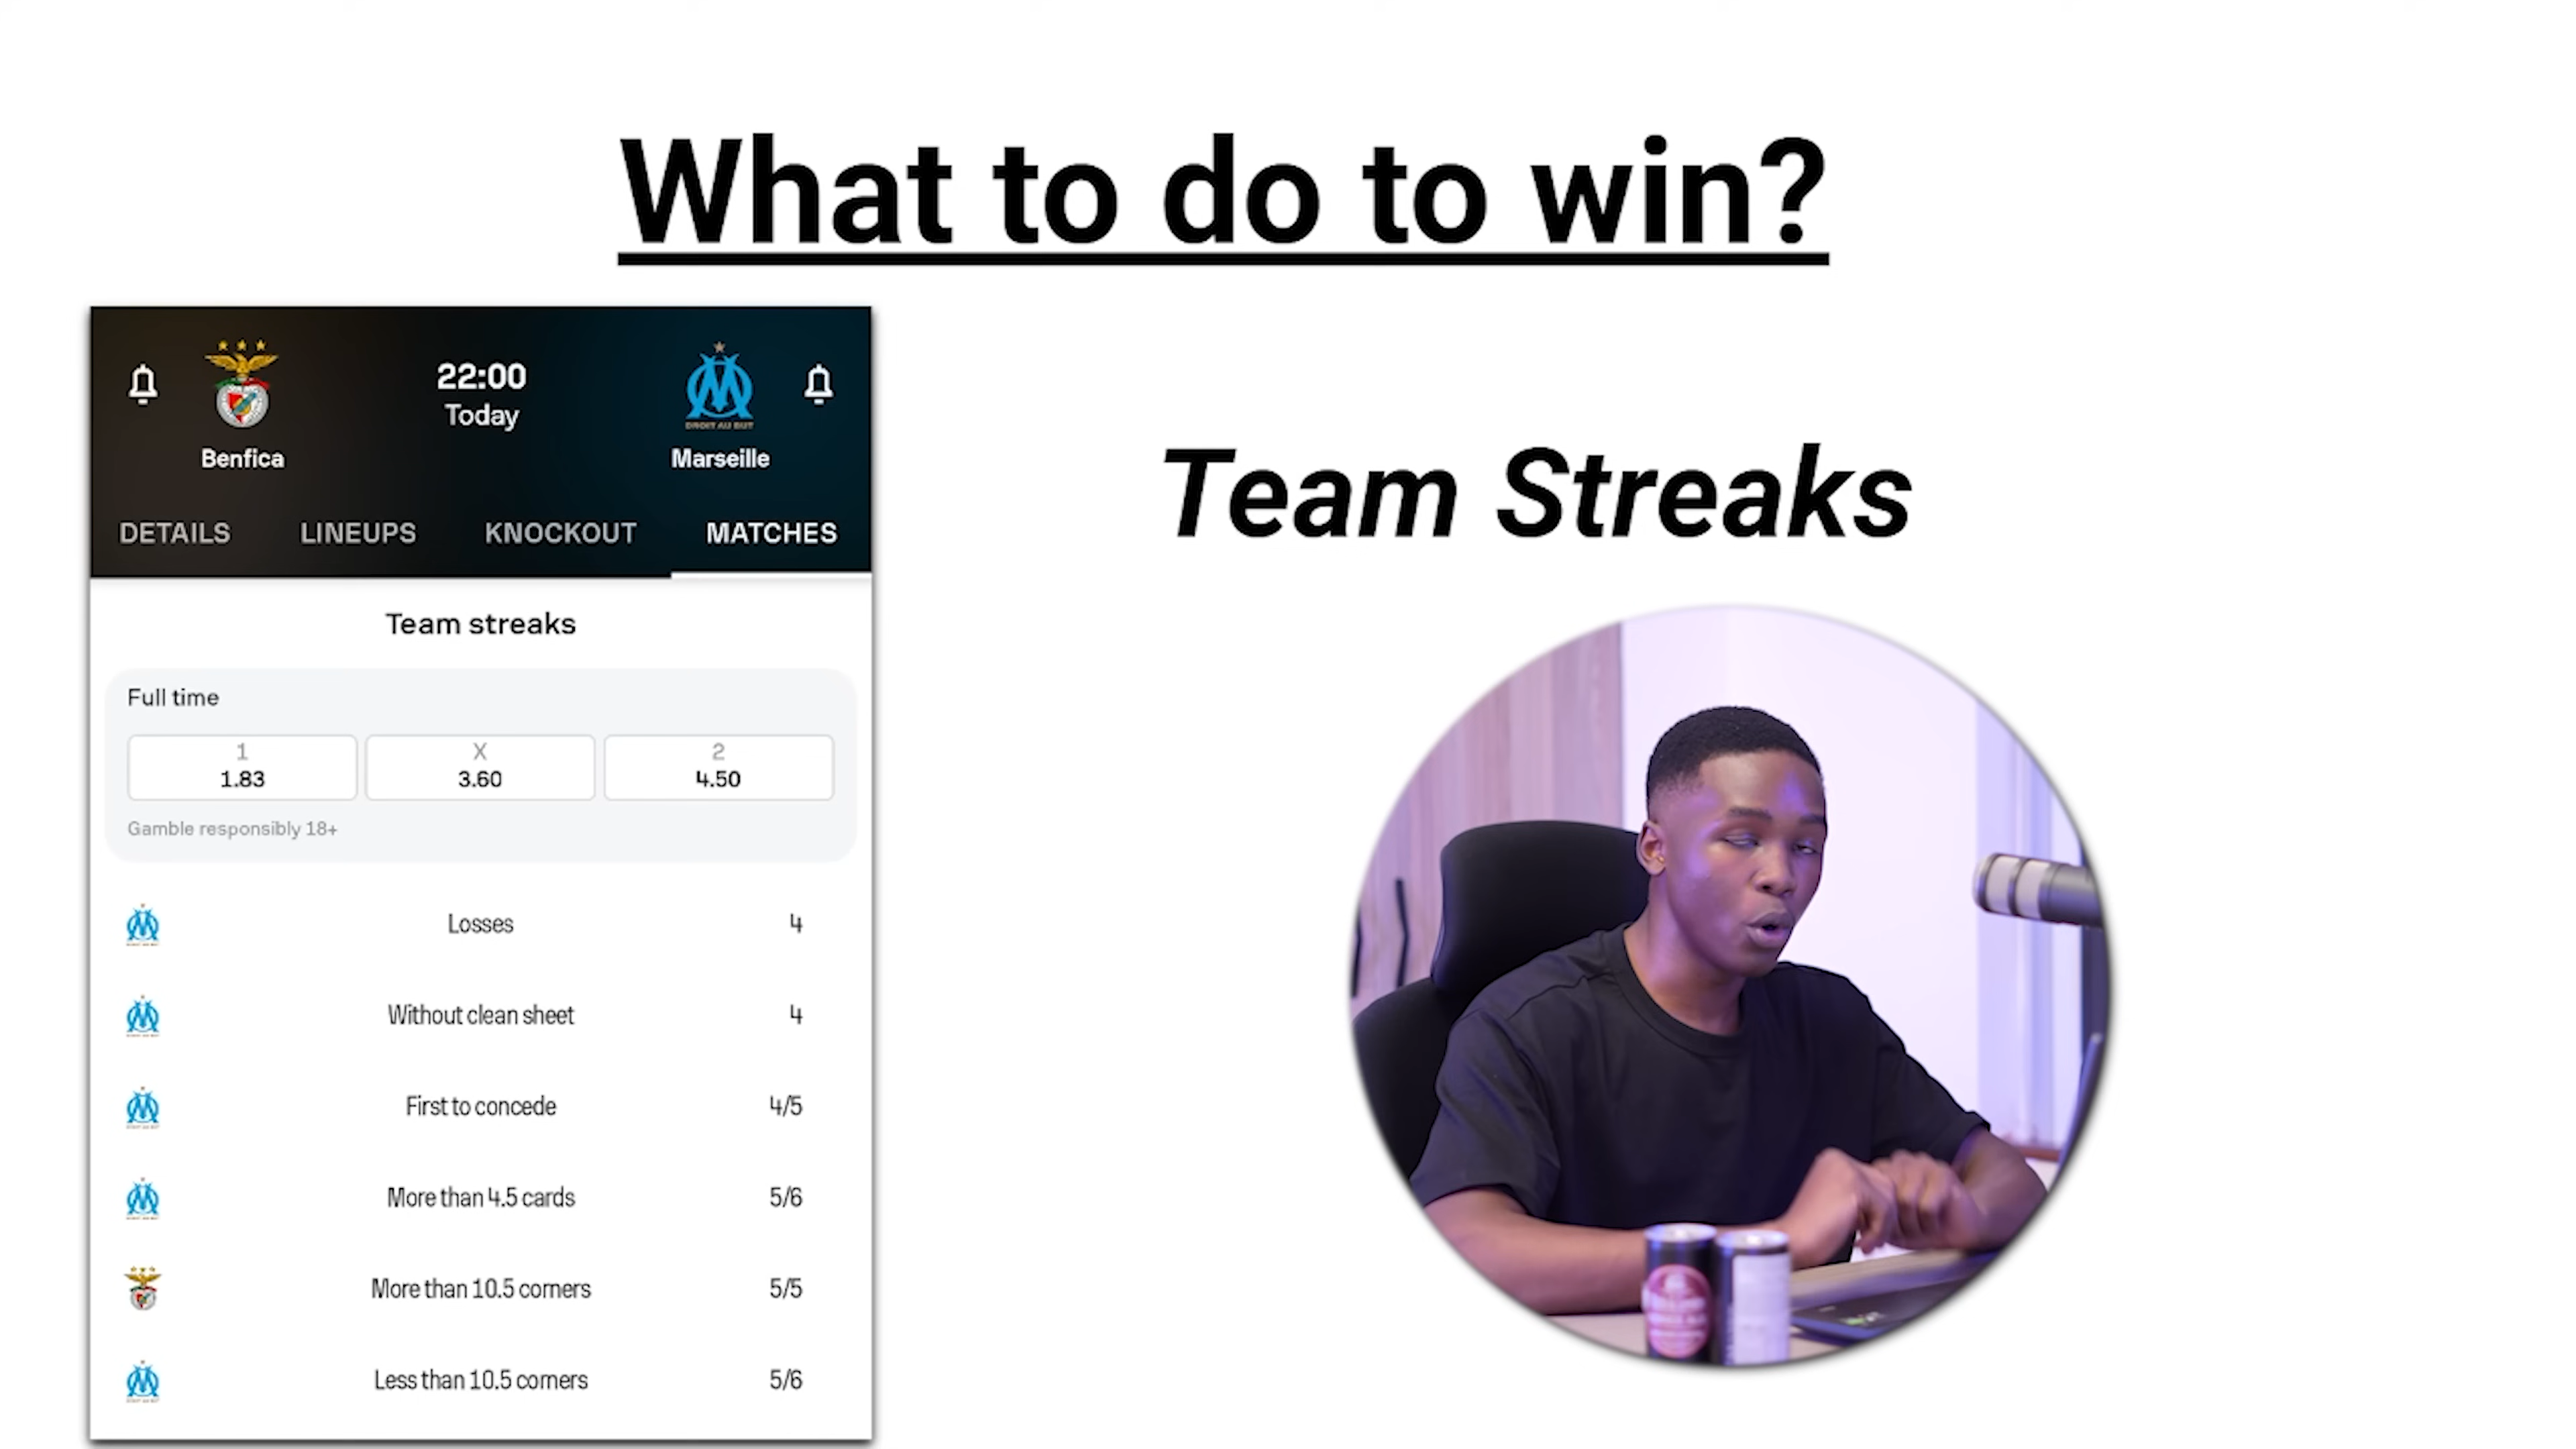 What to do to win?
22:00
Today
Benfica
Marseille
DROIT AU BUT
DETAILS LINEUPS KNOCKOUT MATCHES
Team streaks
Full time
1 X 2
1.83 3.60 4.50
Gamble responsibly 18+
Losses 4
Without clean sheet 4
First to concede 4/5
More than 4.5 cards 5/6
More than 10.5 corners 5/5
Less than 10.5 corners 5/6
Team Streaks